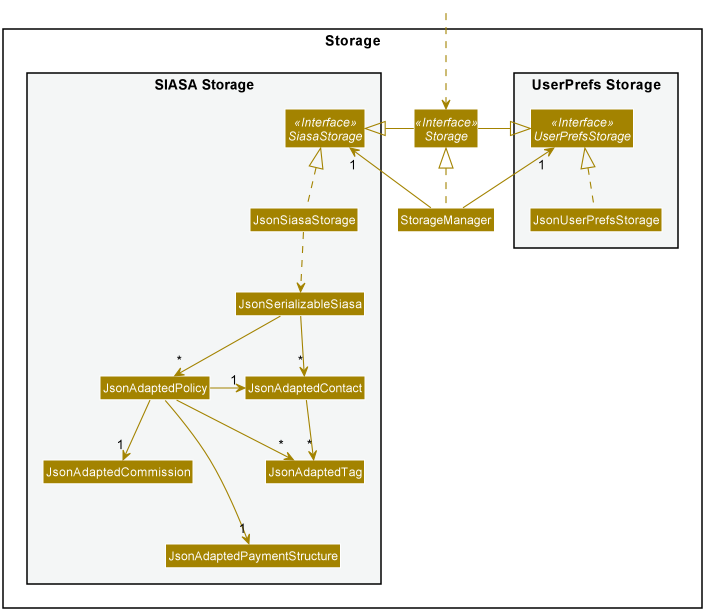 Storage
SIASA Storage
UserPrefs Storage
«Interface»
SiasaStorage
«Interface»
Storage
«Interface»
UserPrefsStorage
1
1
JsonSiasaStorage
StorageManager
JsonUserPrefsStorage
JsonSerializableSiasa
*
*
JsonAdaptedPolicy
1
JsonAdaptedContact
1
*
*
JsonAdaptedCommission
JsonAdaptedTag
1
JsonAdaptedPaymentStructure